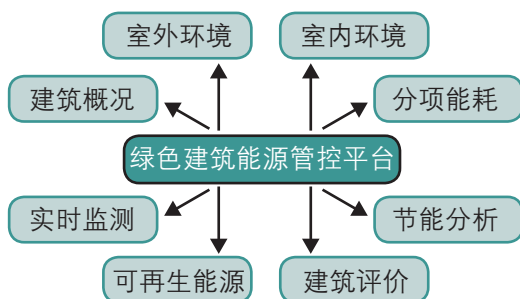 室外环境
室内环境
建筑概况
分项能耗
绿色建筑能源管控平台
实时监测
节能分析
可再生能源
建筑评价